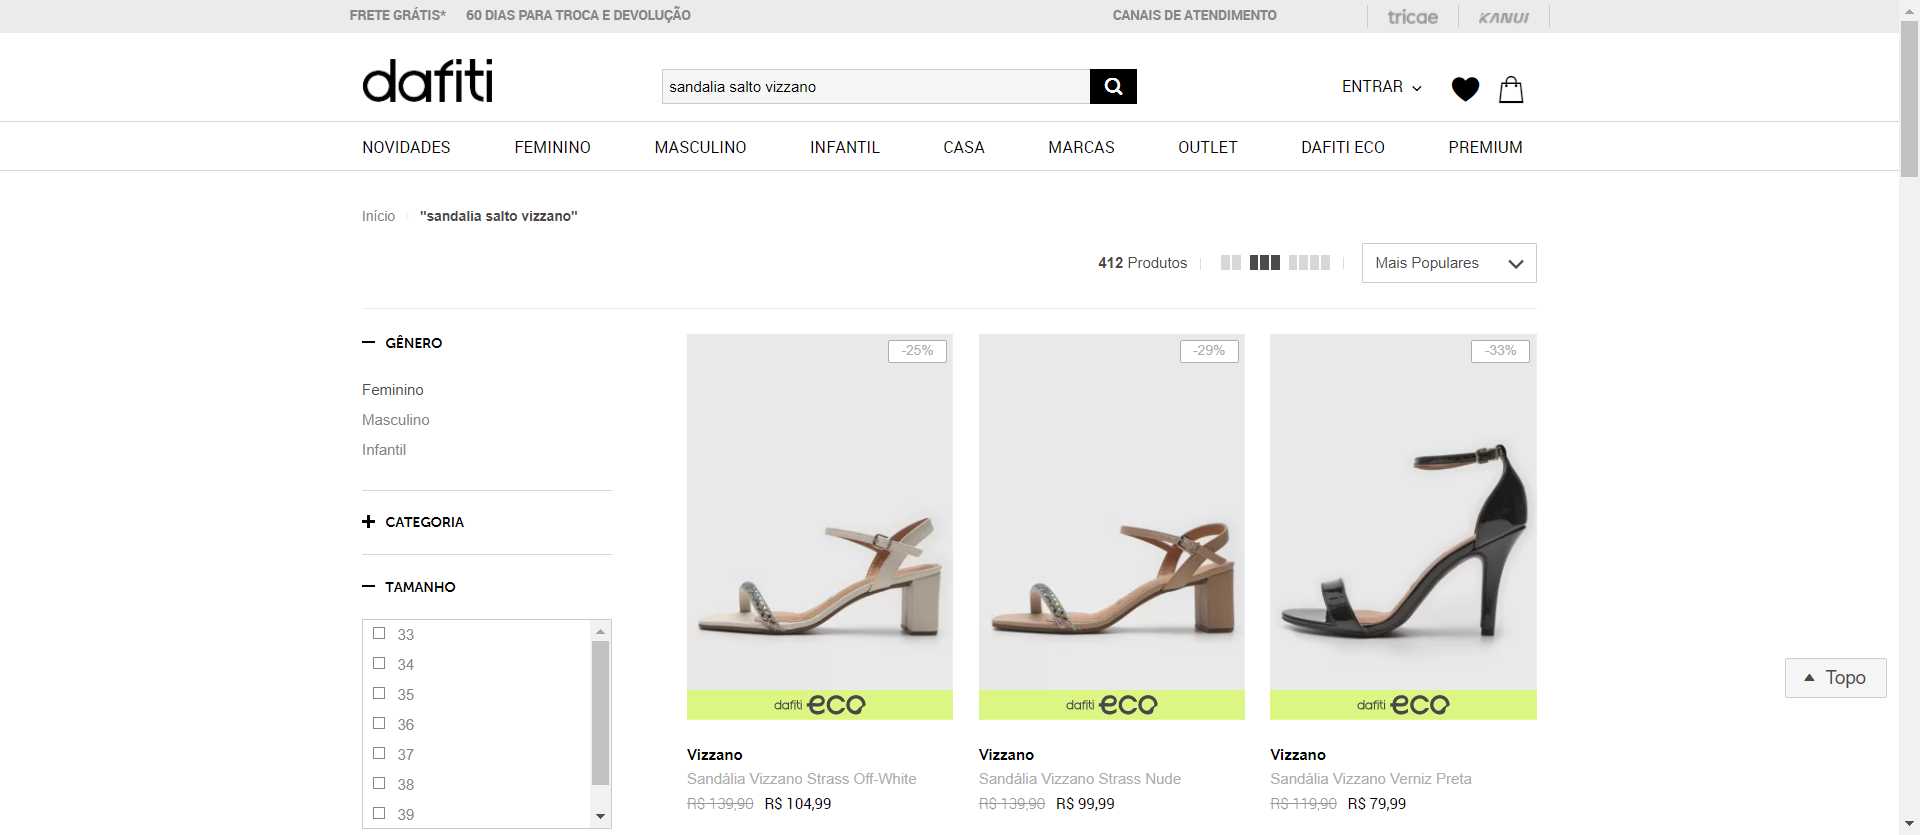 FRETE GRÁTIS* 60 DIAS PARA TROCA E DEVOLUÇÃO CANAIS DE ATENDIMENTO tricae KANUI
dafiti
sandalia salto vizzano
ENTRAR
NOVIDADES FEMININO MASCULINO INFANTIL CASA MARCAS OUTLET DAFITI ECO PREMIUM
Início "sandalia salto vizzano"
412 Produtos
Mais Populares
GÊNERO
Feminino
Masculino
Infantil
CATEGORIA
TAMANHO
33
34
35
36
37
38
39
-25%
dafiti eco
Vizzano
Sandália Vizzano Strass Off-White
R$ 139,90 R$ 104,99
-29%
dafiti eco
Vizzano
Sandália Vizzano Strass Nude
R$ 139,90 R$ 99,99
-33%
dafiti eco
Vizzano
Sandália Vizzano Verniz Preta
R$ 119,90 R$ 79,99
Topo